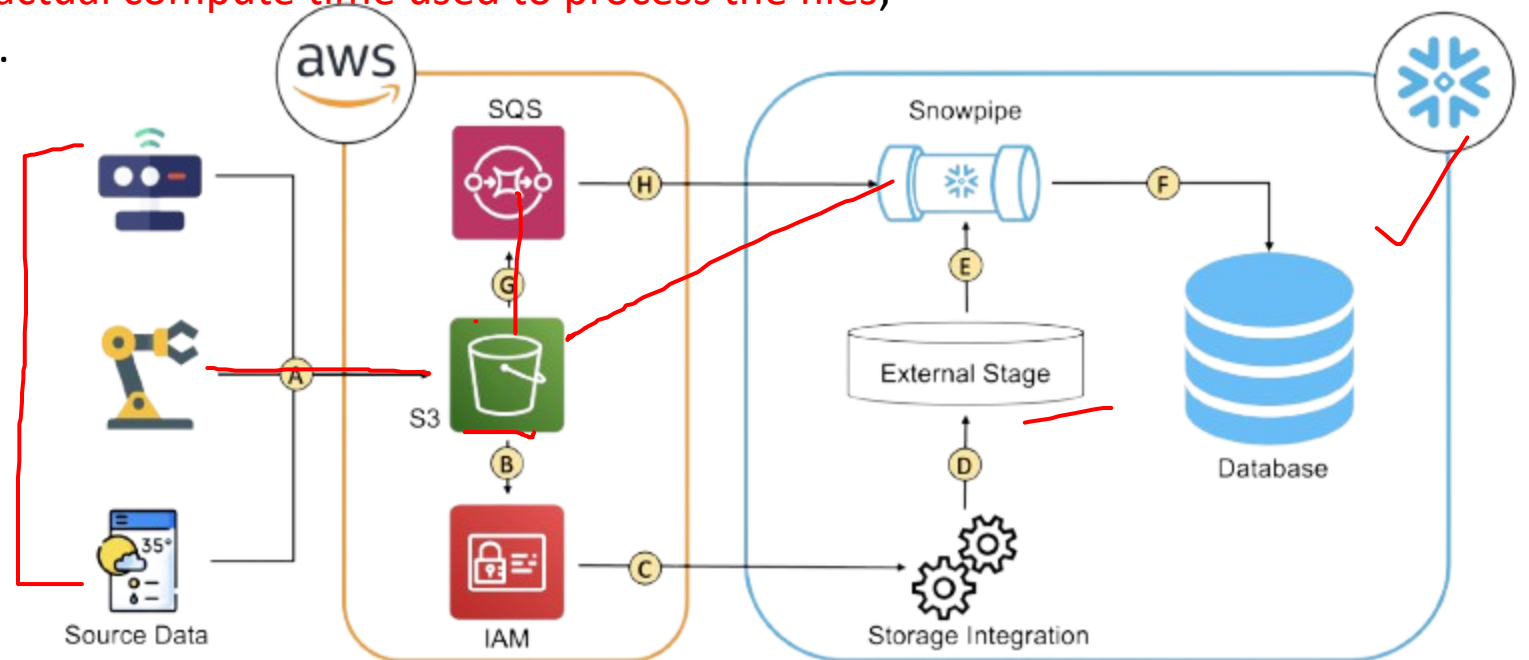 actual compute time used to process the files,
.
aws
SQS
Snowpipe
H
F
G
E
35°
A
S3
External Stage
B
D
Database
C
Source Data
IAM
Storage Integration